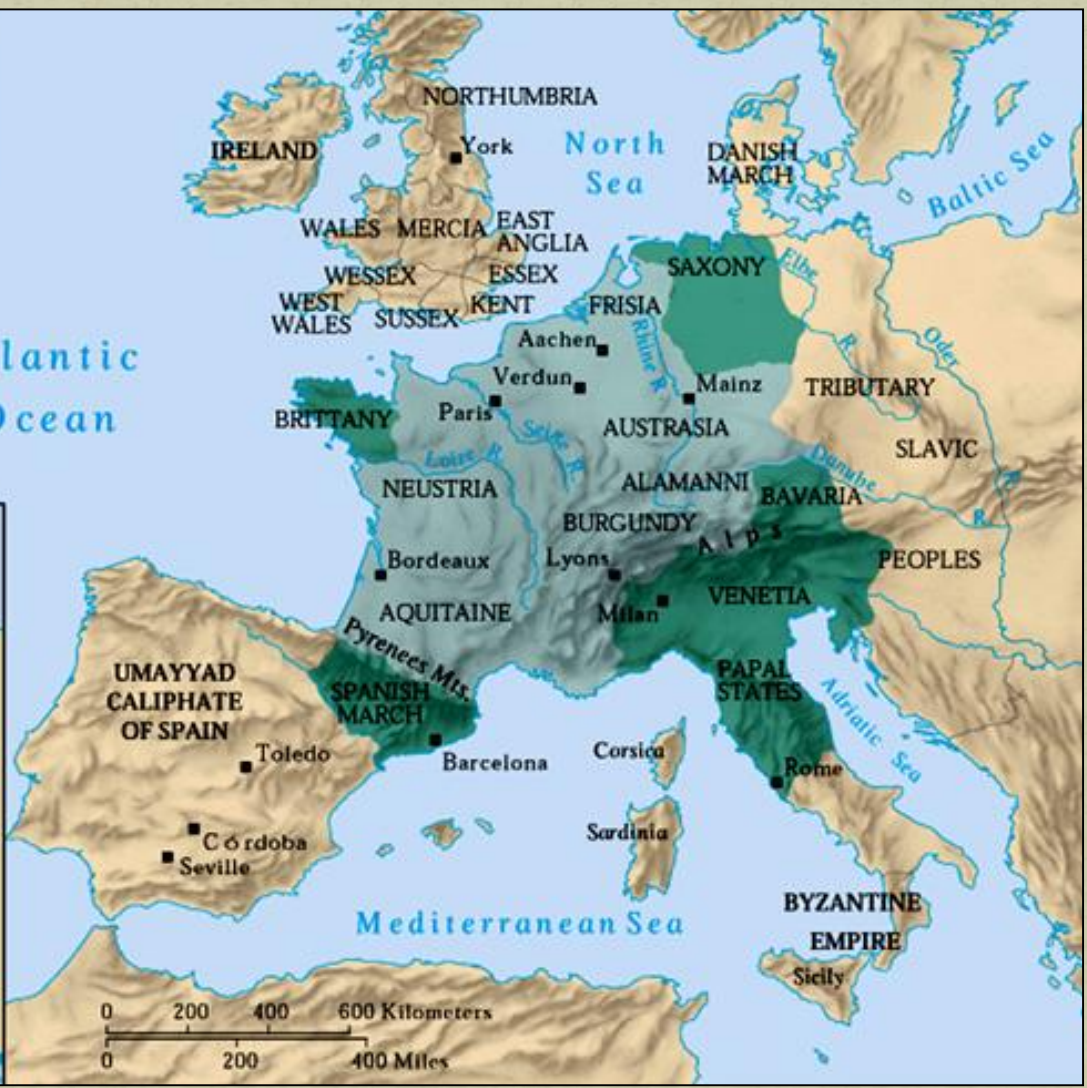 NORTHUMBRIA
IRELAND
York
North
Sea
DANISH
MARCH
Baltic Sea
WALES
MERCIA
EAST
ANGLIA
WESSEX
ESSEX
WEST
WALES
SUSSEX
KENT
SAXONY
Elbe
R.
FRISIA
Rhine R.
Oder
R.
lantic
Ocean
Aachen
Verdun
Paris
Mainz
TRIBUTARY
BRITTANY
Seine R.
AUSTRASIA
SLAVIC
Loire R.
NEUSTRIA
ALAMANNI
Danube
R.
BAVARIA
BURGUNDY
Alps
PEOPLES
Bordeaux
Lyons
AQUITAINE
Milan
VENETIA
Pyrenees Mts.
UMAYYAD
CALIPHATE
OF SPAIN
SPANISH
MARCH
PAPAL
STATES
Adriatic Sea
Toledo
Barcelona
Corsica
Rome
Córdoba
Seville
Sardinia
Mediterranean Sea
BYZANTINE
EMPIRE
Sicily
0 200 400 600 Kilometers
0 200 400 Miles